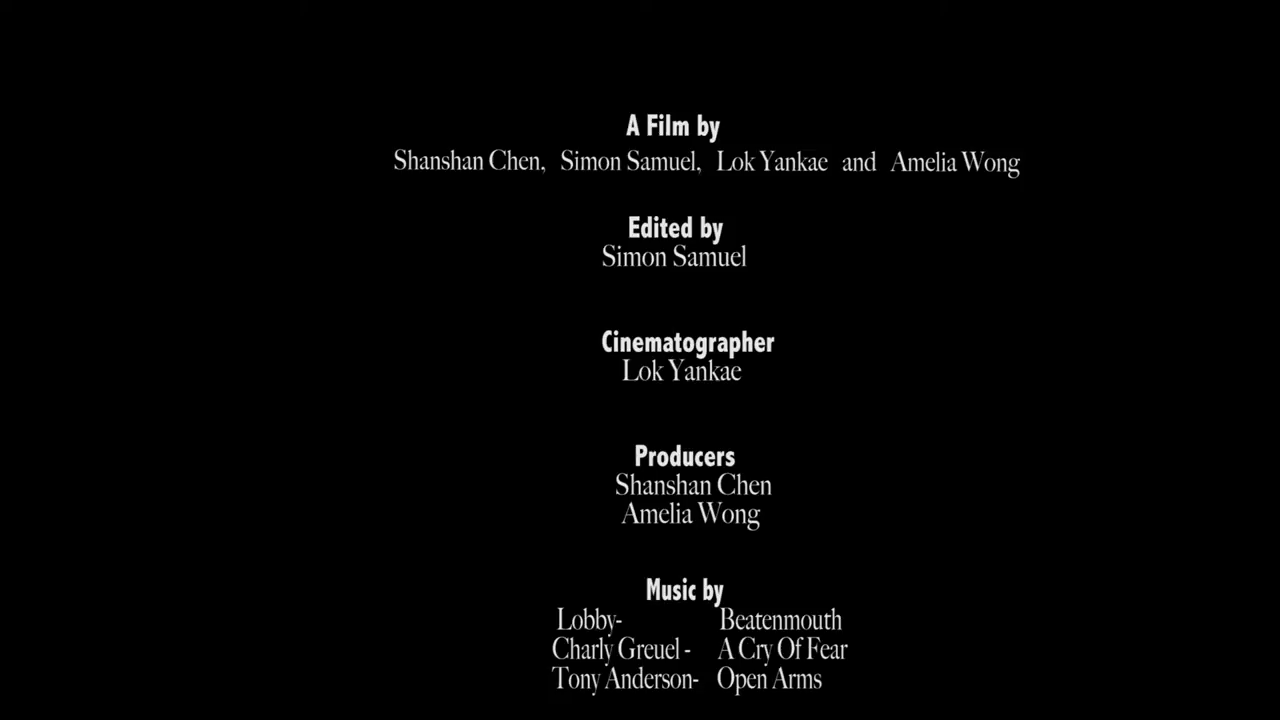 A Film by
Shanshan Chen, Simon Samuel, Lok Yankae and Amelia Wong
Edited by
Simon Samuel
Cinematographer
Lok Yankae
Producers
Shanshan Chen
Amelia Wong
Music by
Lobby- Beatenmouth
Charly Greuel - A Cry Of Fear
Tony Anderson- Open Arms